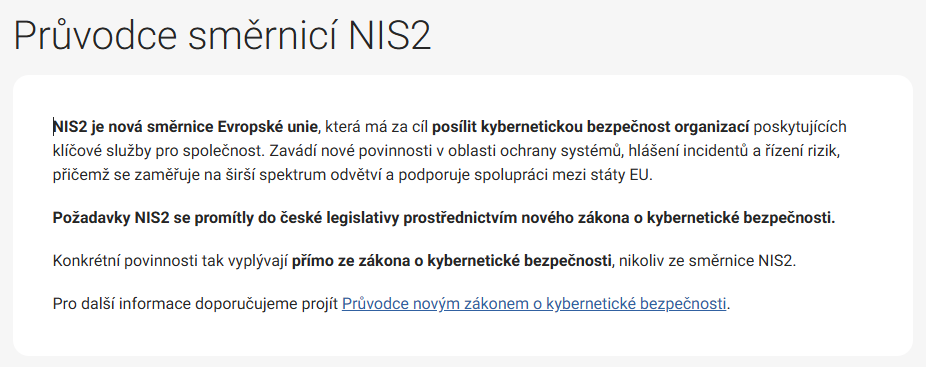 Průvodce směrnicí NIS2
NIS2 je nová směrnice Evropské unie, která má za cíl posílit kybernetickou bezpečnost organizací poskytujících
klíčové služby pro společnost. Zavádí nové povinnosti v oblasti ochrany systémů, hlášení incidentů a řízení rizik,
přičemž se zaměřuje na širší spektrum odvětví a podporuje spolupráci mezi státy EU.
Požadavky NIS2 se promítly do české legislativy prostřednictvím nového zákona o kybernetické bezpečnosti.
Konkrétní povinnosti tak vyplývají přímo ze zákona o kybernetické bezpečnosti, nikoliv ze směrnice NIS2.
Pro další informace doporučujeme projít Průvodce novým zákonem o kybernetické bezpečnosti.